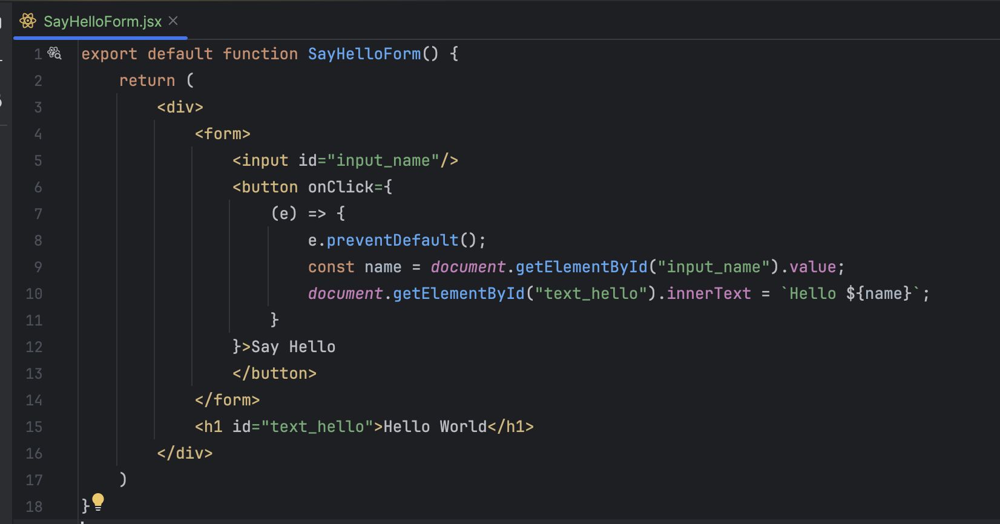 SayHelloForm.jsx
1 export default function SayHelloForm() {
2     return (
3         <div>
4             <form>
5                 <input id="input_name"/>
6                 <button onClick={
7                     (e) => {
8                         e.preventDefault();
9                         const name = document.getElementById("input_name").value;
10                         document.getElementById("text_hello").innerText = `Hello ${name}`;
11                     }
12                 }>Say Hello
13                 </button>
14             </form>
15             <h1 id="text_hello">Hello World</h1>
16         </div>
17     )
18 }